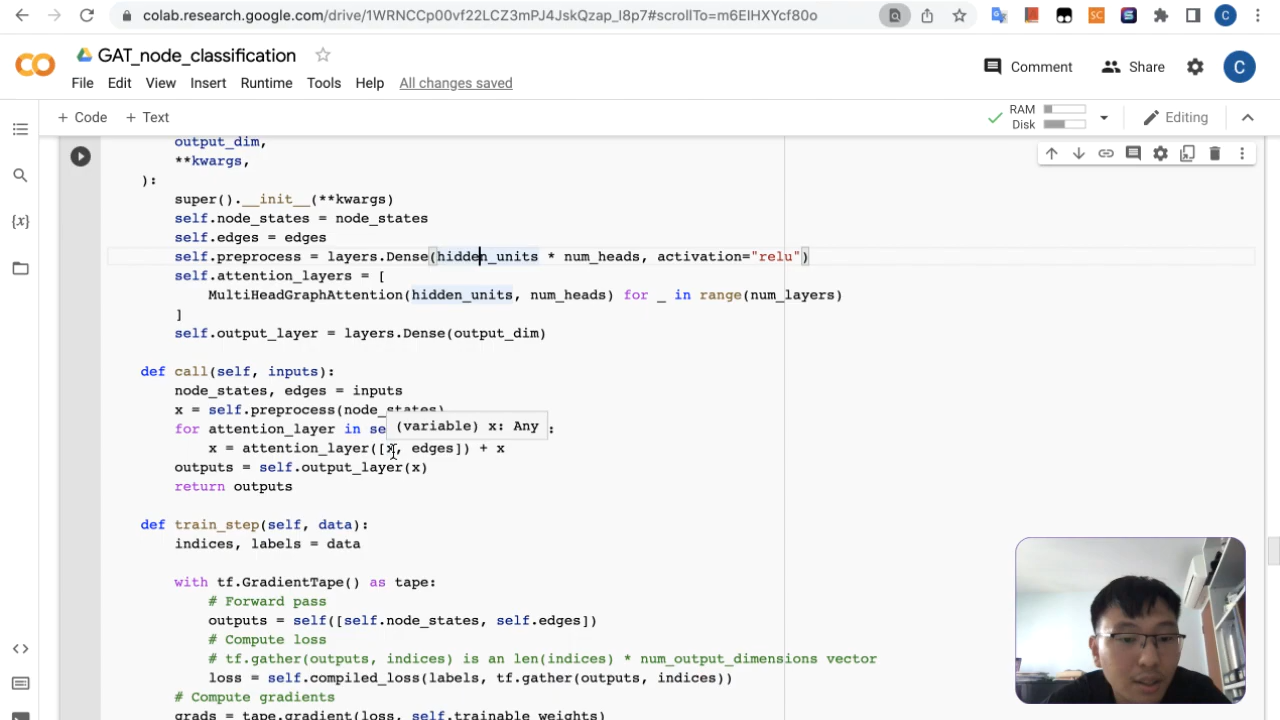 colab.research.google.com/drive/1WRNCCp00vf22LCZ3mPJ4JskQzap_I8p7#scrollTo=m6EIHXYcf80o
C
GAT_node_classification
File Edit View Insert Runtime Tools Help All changes saved
Comment Share C
+ Code + Text
RAM
Disk
Editing
output_dim,
**kwargs,
):
super().__init__(**kwargs)
self.node_states = node_states
self.edges = edges
self.preprocess = layers.Dense(hidden_units * num_heads, activation="relu")
self.attention_layers = [
MultiHeadGraphAttention(hidden_units, num_heads) for _ in range(num_layers)
]
self.output_layer = layers.Dense(output_dim)
def call(self, inputs):
node_states, edges = inputs
x = self.preprocess(node_states)
for attention_layer in se :
(variable) x: Any
x = attention_layer([x, edges]) + x
outputs = self.output_layer(x)
return outputs
def train_step(self, data):
indices, labels = data
with tf.GradientTape() as tape:
# Forward pass
outputs = self([self.node_states, self.edges])
# Compute loss
# tf.gather(outputs, indices) is an len(indices) * num_output_dimensions vector
loss = self.compiled_loss(labels, tf.gather(outputs, indices))
# Compute gradients
grads = tape.gradient(loss, self.trainable_weights)